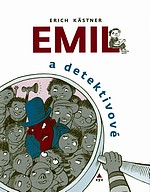 ERICH KÄSTNER
EMIL
a detektivové